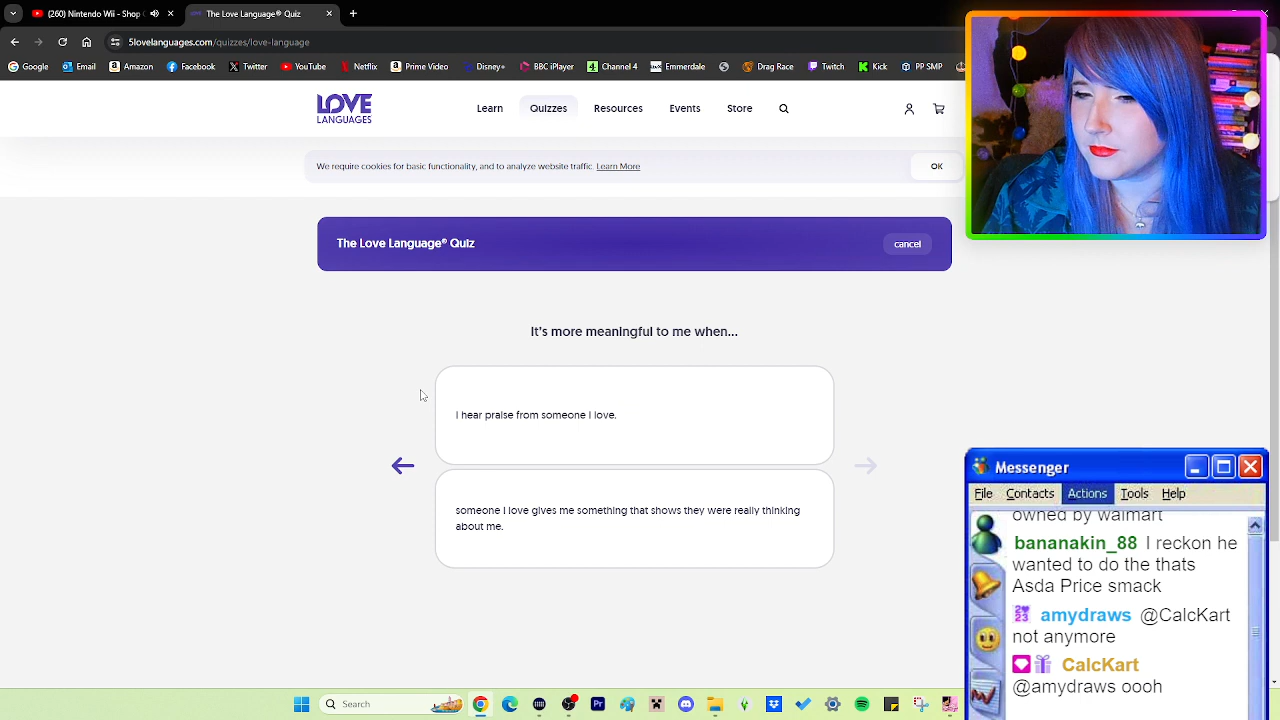 (260) Nintendo Wii - Shop
The Love Language® Quiz
5lovelanguages.com/quizzes/love-language
Google
Email
Amazon
Facebook
Twitter
YouTube
Netflix
Prime Video
Disney+
Channel 4
Emmerdale
Drag Race
Twitch
Kick
LOVE
LANGUAGES
Learn
Quizzes
Resources
Events
Store
We require cookies for basic functionality, and to analyze website traffic. Learn More
OK
The Love Language® Quiz
cancel
It's more meaningful to me when...
I hear praise from someone I love.
someone I love gives me something that shows they were really thinking
about me.
Messenger
File
Contacts
Actions
Tools
Help
owned by walmart
bananakin_88 I reckon he
wanted to do the thats
Asda Price smack
amydraws @CalcKart
not anymore
CalcKart
@amydraws oooh
Search